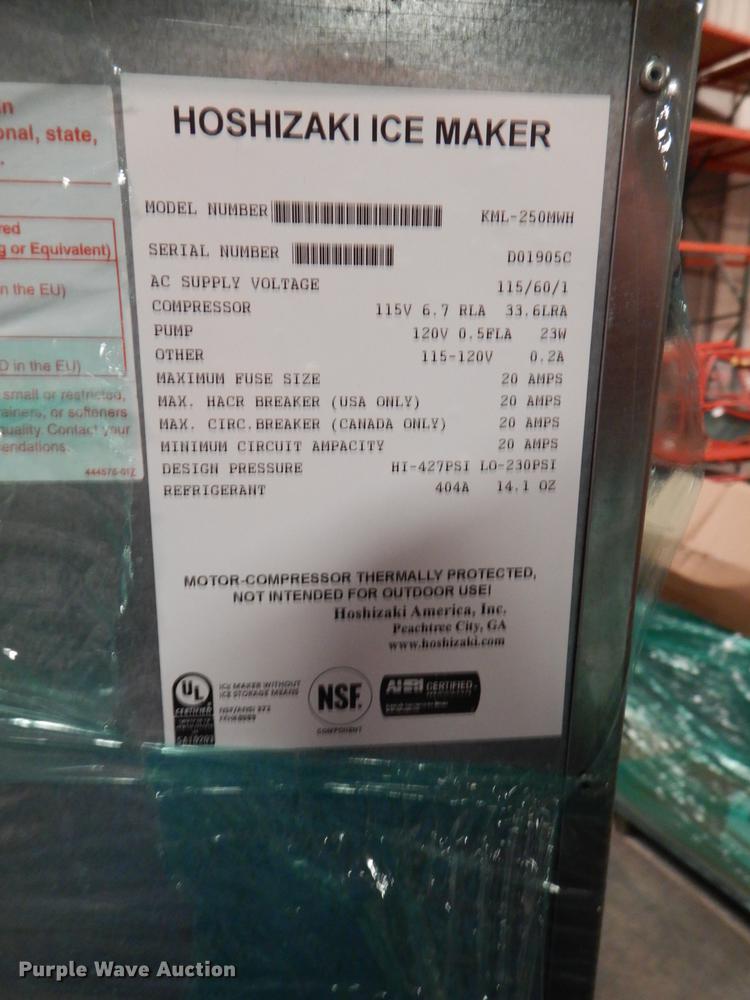 n
onal, state,
HOSHIZAKI ICE MAKER
MODEL NUMBER KML-250MWH
SERIAL NUMBER D01905C
AC SUPPLY VOLTAGE 115/60/1
COMPRESSOR 115V 6.7 RLA 33.6LRA
PUMP 120V 0.5FLA 23W
OTHER 115-120V 0.2A
MAXIMUM FUSE SIZE 20 AMPS
MAX. HACR BREAKER (USA ONLY) 20 AMPS
MAX. CIRC.BREAKER (CANADA ONLY) 20 AMPS
MINIMUM CIRCUIT AMPACITY 20 AMPS
DESIGN PRESSURE HI-427PSI LO-230PSI
REFRIGERANT 404A 14.1 OZ
red
g or Equivalent)
n the EU)
D in the EU)
small or restricted,
ainers, or softeners
quality. Contact your
endations.
MOTOR-COMPRESSOR THERMALLY PROTECTED,
NOT INTENDED FOR OUTDOOR USE!
Hoshizaki America, Inc.
Peachtree City, GA
www.hoshizaki.com
UL
CERTIFIED
ICE MAKER WITHOUT
ICE STORAGE MEANS
NSF
COMPONENT
CERTIFIED
Purple Wave Auction